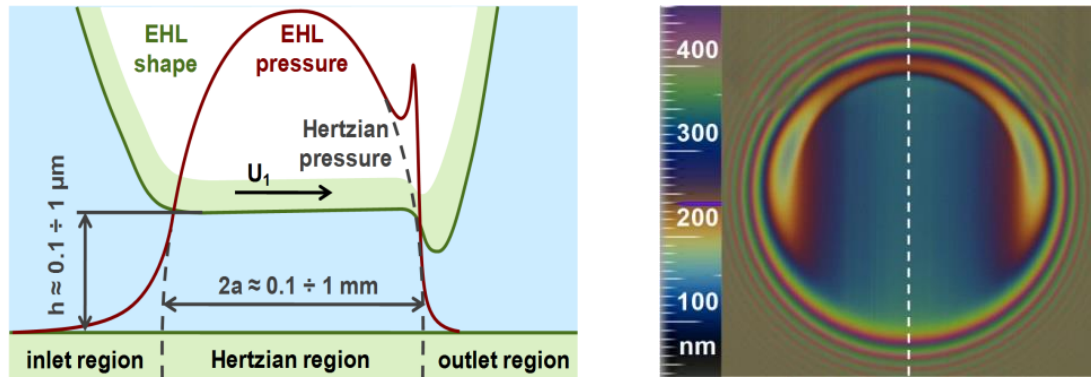 EHL
shape
EHL
pressure
Hertzian
pressure
U₁
h ≈ 0.1 ÷ 1 μm
2a ≈ 0.1 ÷ 1 mm
inlet region
Hertzian region
outlet region
400
300
200
100
nm